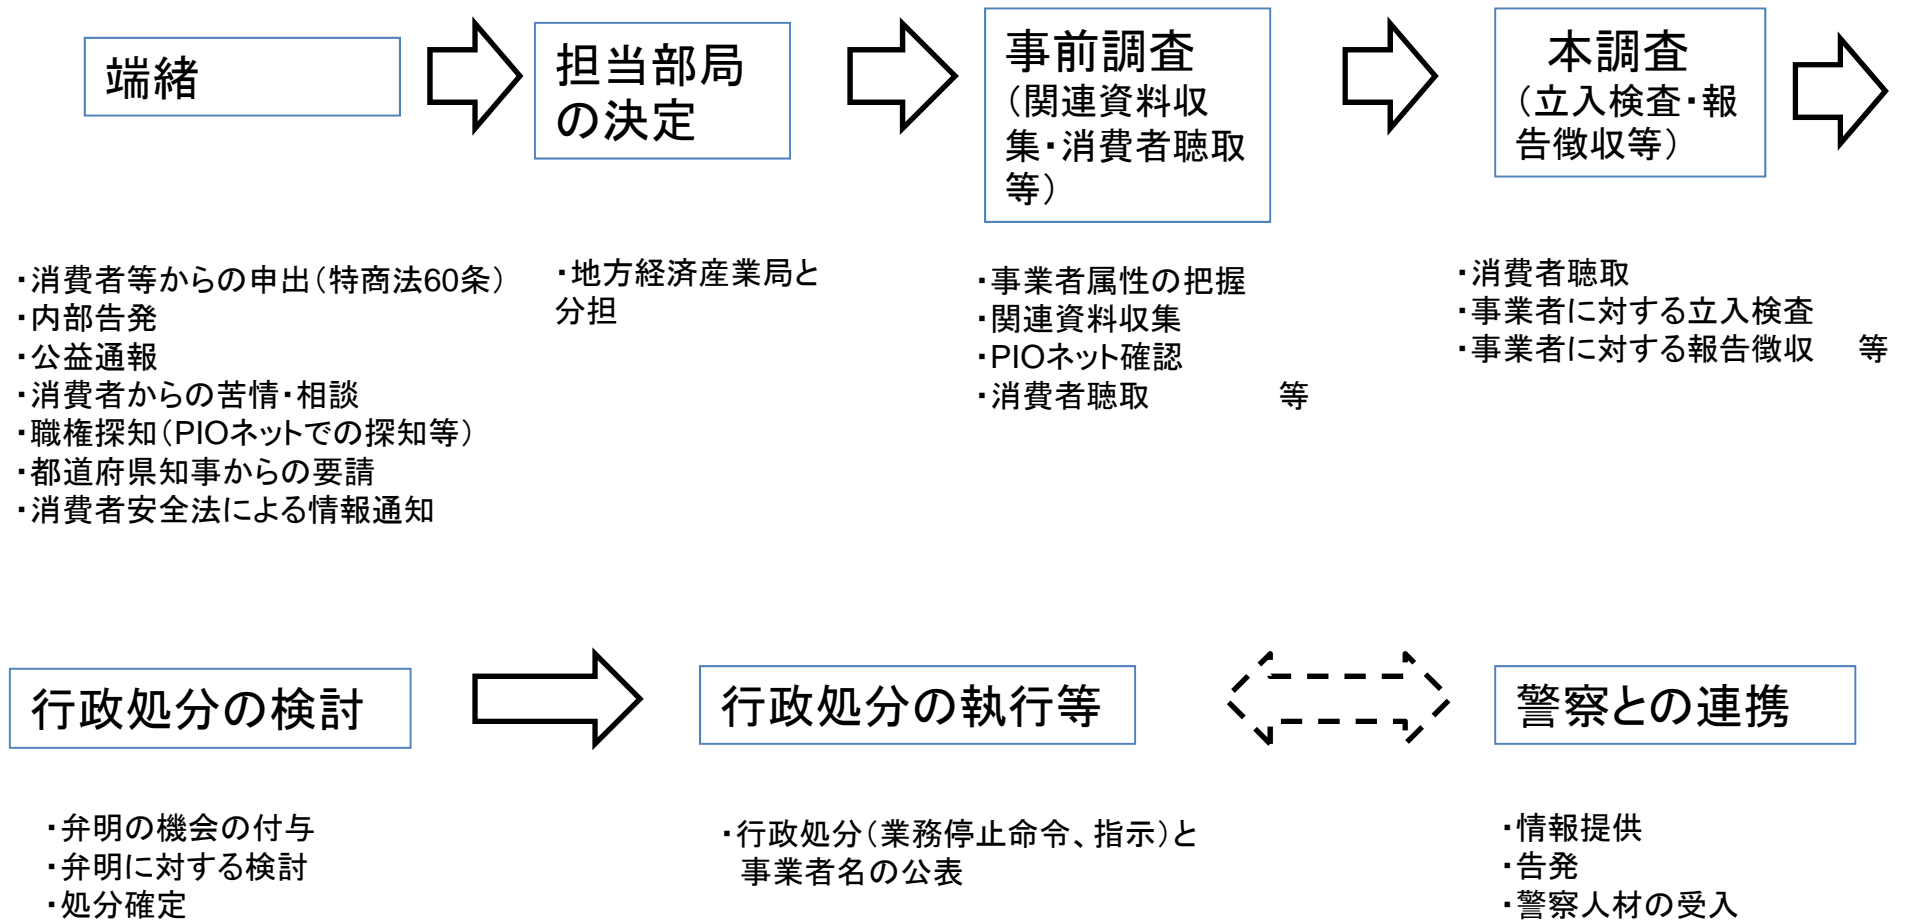 端緒
担当部局
の決定
事前調査
（関連資料収
集・消費者聴取
等）
本調査
（立入検査・報
告徴収等）
・消費者等からの申出（特商法60条）
・内部告発
・公益通報
・消費者からの苦情・相談
・職権探知（PIOネットでの探知等）
・都道府県知事からの要請
・消費者安全法による情報通知
・地方経済産業局と
分担
・事業者属性の把握
・関連資料収集
・PIOネット確認
・消費者聴取 等
・消費者聴取
・事業者に対する立入検査
・事業者に対する報告徴収 等
行政処分の検討
行政処分の執行等
警察との連携
・弁明の機会の付与
・弁明に対する検討
・処分確定
・行政処分（業務停止命令、指示）と
事業者名の公表
・情報提供
・告発
・警察人材の受入